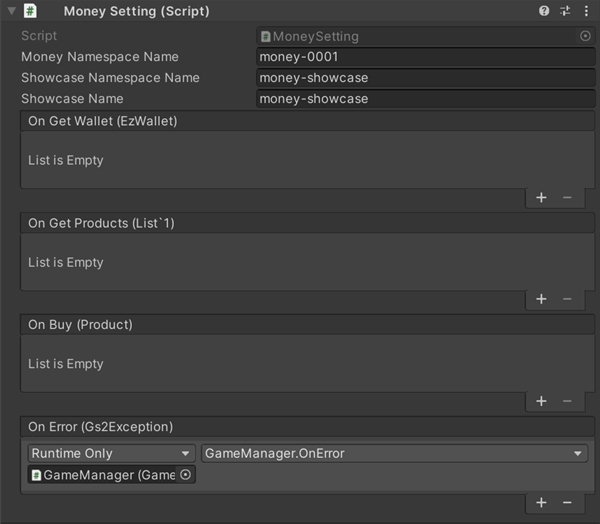 Money Setting (Script)
Script MoneySetting
Money Namespace Name money-0001
Showcase Namespace Name money-showcase
Showcase Name money-showcase
On Get Wallet (EzWallet)
List is Empty
+ −
On Get Products (List`1)
List is Empty
+ −
On Buy (Product)
List is Empty
+ −
On Error (Gs2Exception)
Runtime Only GameManager.OnError
GameManager (Game
+ −